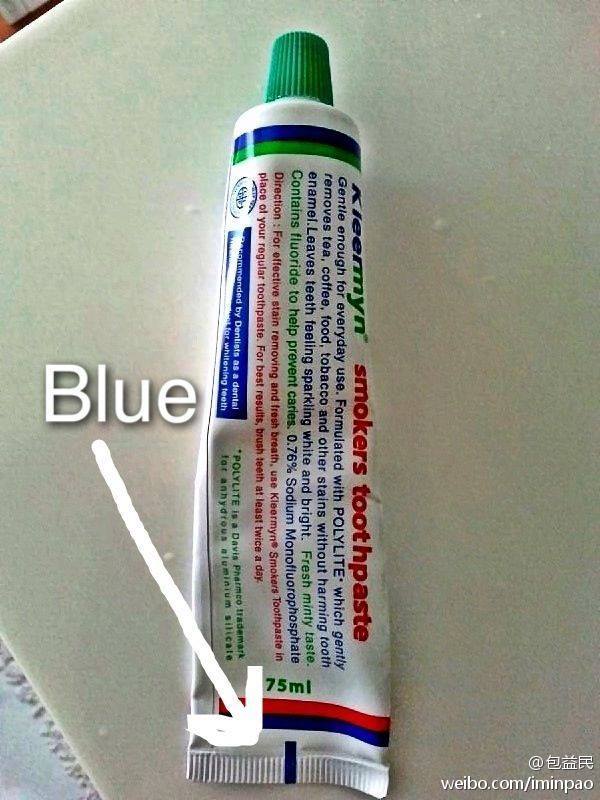 Kleermyn® smokers toothpaste
Gentle enough for everyday use. Formulated with POLYLITE* which gently
removes tea, coffee, food, tobacco and other stains without harming tooth
enamel.Leaves teeth feeling sparkling white and bright. Fresh minty taste.
Contains fluoride to help prevent caries. 0.76% Sodium Monofluorophosphate
Direction : For effective stain removing and fresh breath, use Kleermyn® Smokers Toothpaste in
place of your regular toothpaste. For best results, brush teeth at least twice a day.
Recommended by Dentists as a dental
for whitening teeth
*POLYLITE is a Davis Pharmco trademark
for anhydrous aluminium silicate
75ml
Blue
@包益民
weibo.com/iminpao